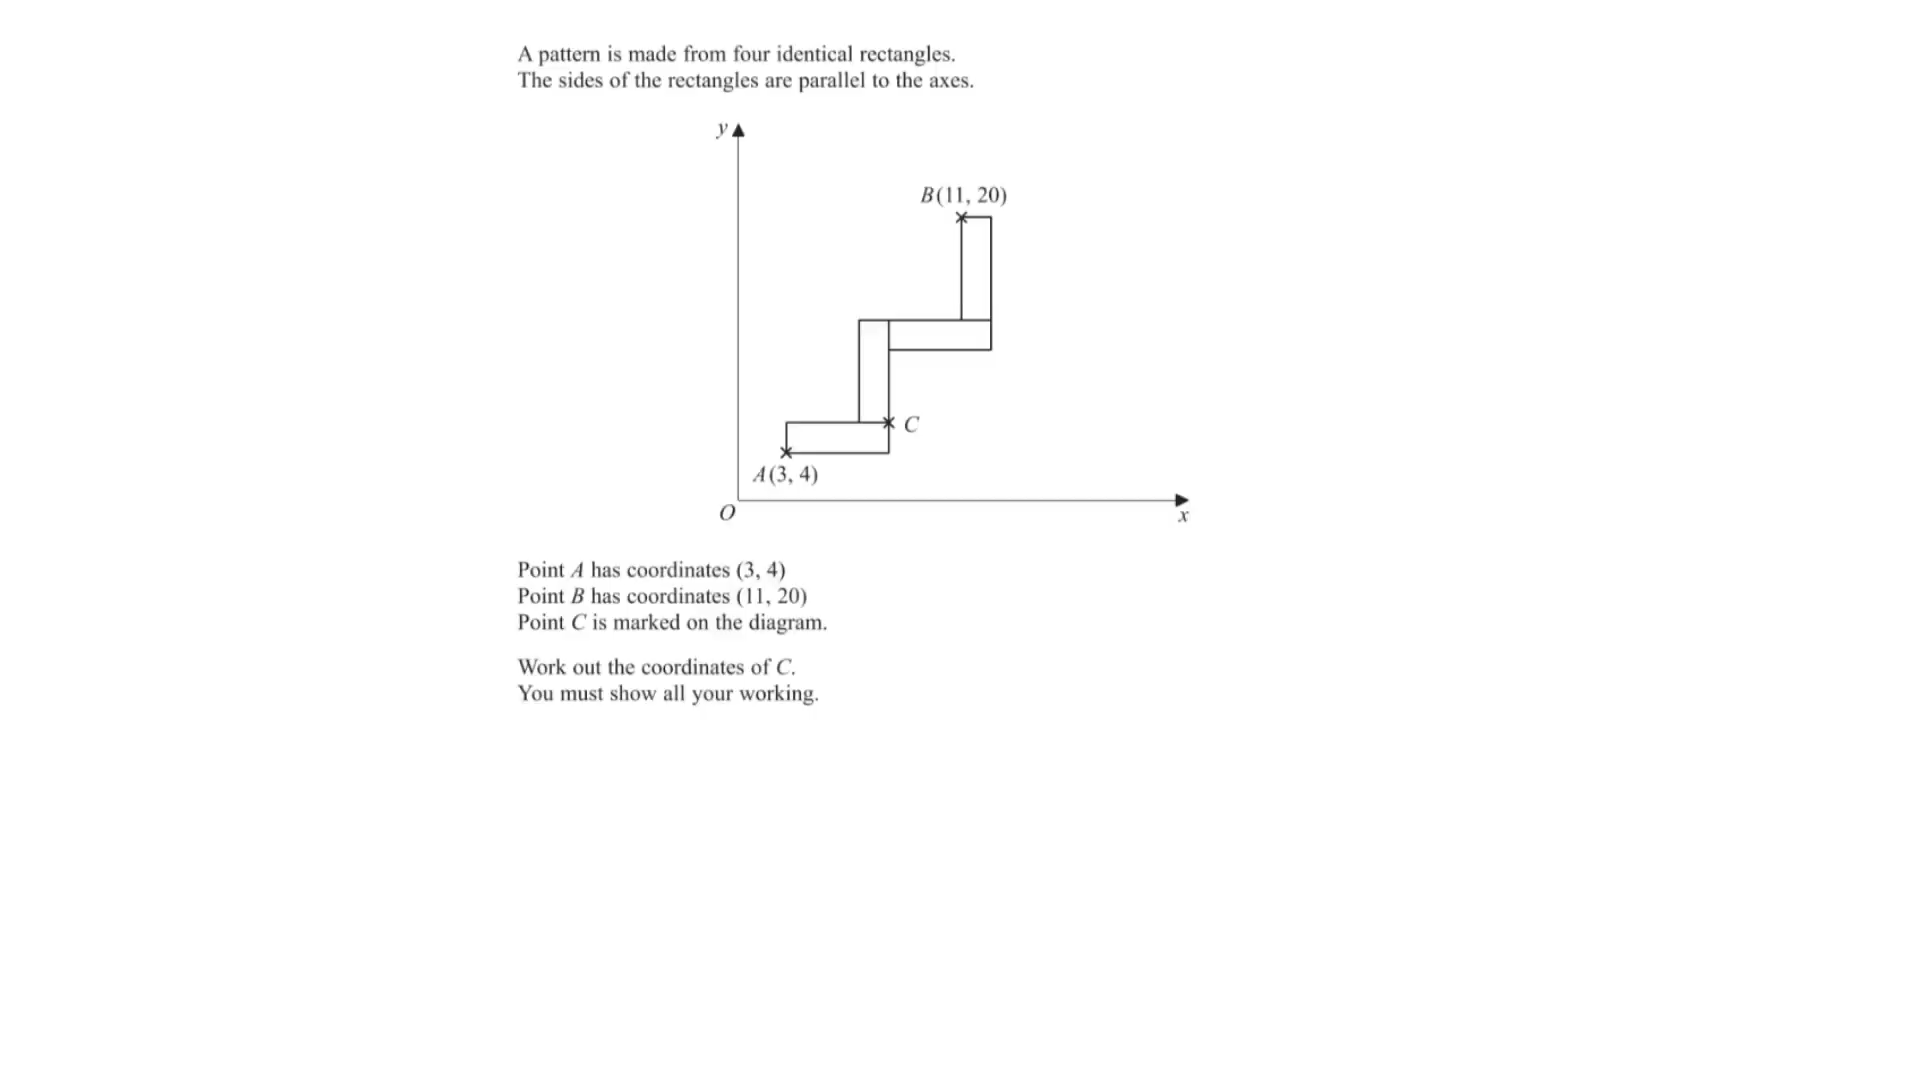 A pattern is made from four identical rectangles.
The sides of the rectangles are parallel to the axes.
y
B(11, 20)
C
A(3, 4)
O
x
Point A has coordinates (3, 4)
Point B has coordinates (11, 20)
Point C is marked on the diagram.
Work out the coordinates of C.
You must show all your working.